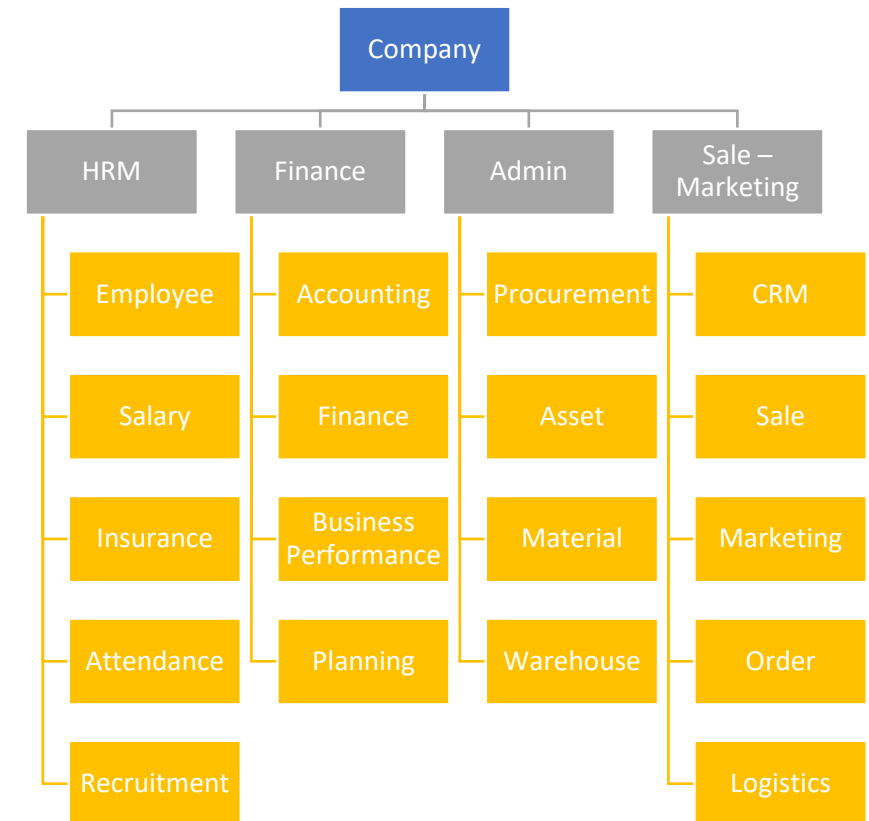 Company
HRM
Finance
Admin
Sale –
Marketing
Employee
Accounting
Procurement
CRM
Salary
Finance
Asset
Sale
Insurance
Business
Performance
Material
Marketing
Attendance
Planning
Warehouse
Order
Recruitment
Logistics